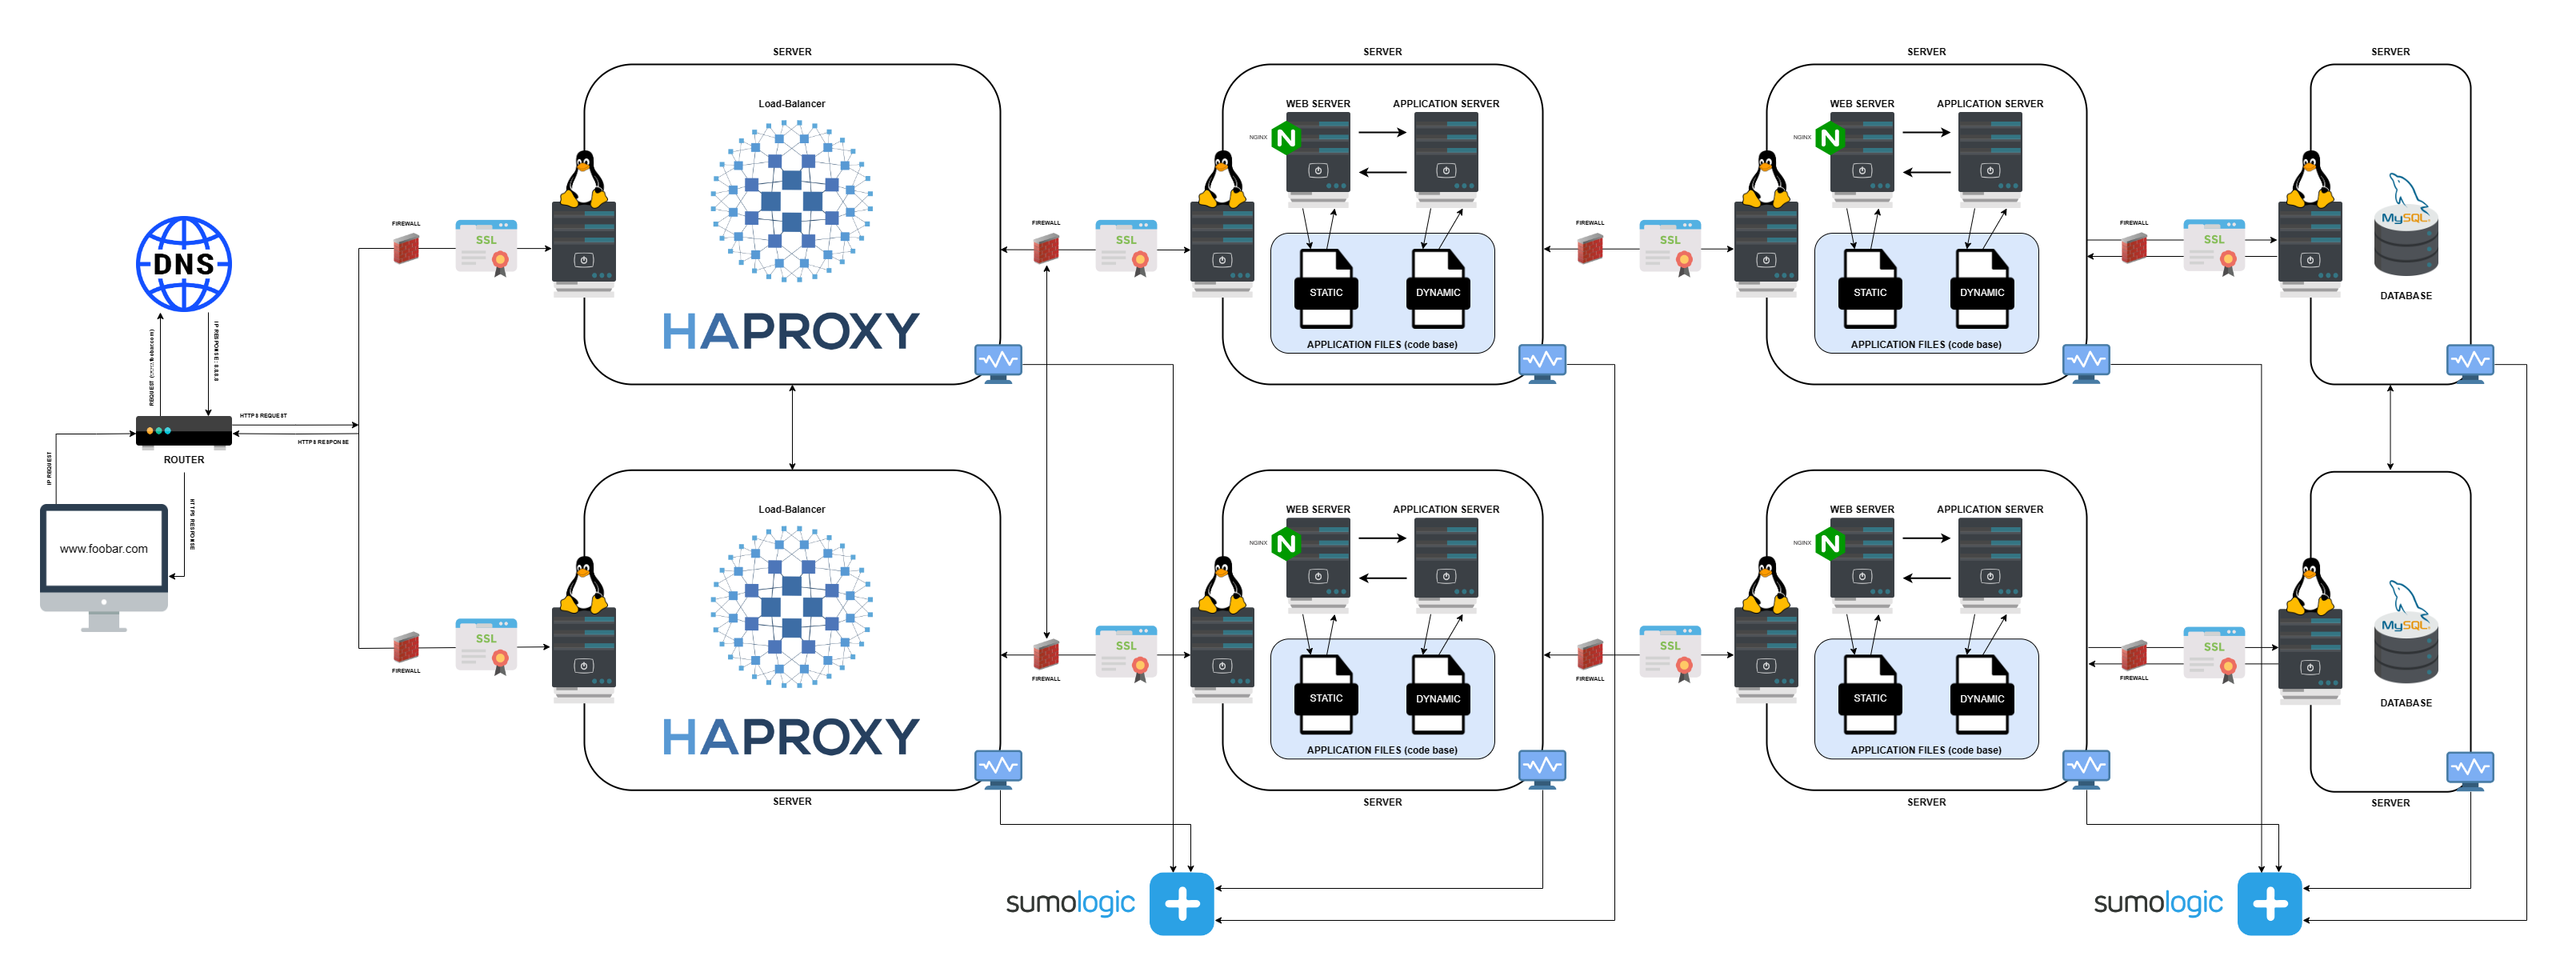 SERVER
SERVER
SERVER
SERVER
Load-Balancer
WEB SERVER
APPLICATION SERVER
WEB SERVER
APPLICATION SERVER
NGINX
NGINX
FIREWALL
SSL
HAPROXY
FIREWALL
SSL
STATIC
DYNAMIC
APPLICATION FILES (code base)
FIREWALL
SSL
STATIC
DYNAMIC
APPLICATION FILES (code base)
FIREWALL
SSL
MySQL
DATABASE
DNS
IP RESPONSE : 8.8.8.8
HTTPS REQUEST
HTTPS RESPONSE
ROUTER
IP REQUEST
HTTPS RESPONSE
www.foobar.com
Load-Balancer
WEB SERVER
APPLICATION SERVER
WEB SERVER
APPLICATION SERVER
NGINX
NGINX
SSL
FIREWALL
HAPROXY
SSL
FIREWALL
STATIC
DYNAMIC
APPLICATION FILES (code base)
SSL
FIREWALL
STATIC
DYNAMIC
APPLICATION FILES (code base)
SSL
FIREWALL
MySQL
DATABASE
SERVER
SERVER
SERVER
SERVER
sumologic
sumologic